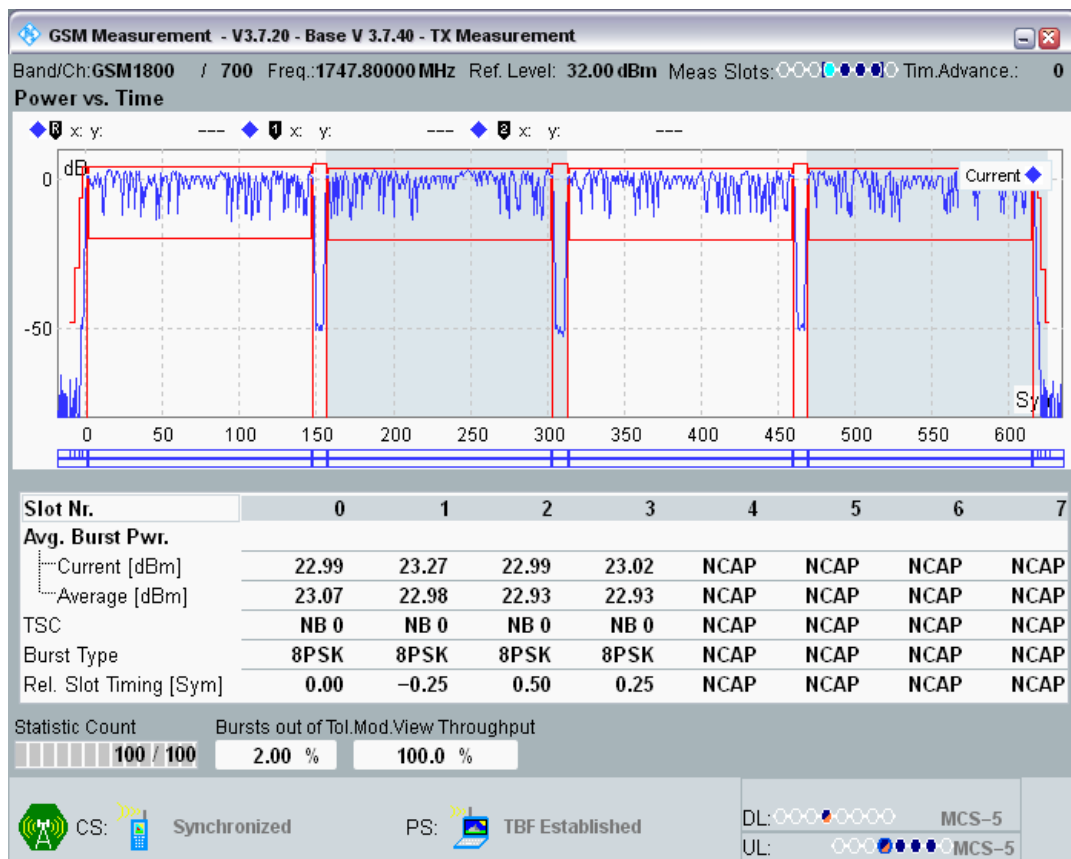 GSM Measurement - V3.7.20 - Base V 3.7.40 - TX Measurement
Band/Ch:GSM1800 / 700 Freq.:1747.80000 MHz Ref. Level: 32.00 dBm Meas Slots: Tim.Advance.: 0
Power vs. Time
R x: y: --- 1 x: y: --- 2 x: y: ---
dB
Current
0
-50
0 50 100 150 200 250 300 350 400 450 500 550 600
Slot Nr. 0 1 2 3 4 5 6 7
Avg. Burst Pwr.
Current [dBm] 22.99 23.27 22.99 23.02 NCAP NCAP NCAP NCAP
Average [dBm] 23.07 22.98 22.93 22.93 NCAP NCAP NCAP NCAP
TSC NB 0 NB 0 NB 0 NB 0 NCAP NCAP NCAP NCAP
Burst Type 8PSK 8PSK 8PSK 8PSK NCAP NCAP NCAP NCAP
Rel. Slot Timing [Sym] 0.00 −0.25 0.50 0.25 NCAP NCAP NCAP NCAP
Statistic Count Bursts out of Tol. Mod.View Throughput
100 / 100 2.00 % 100.0 %
CS: Synchronized PS: TBF Established
DL: MCS−5
UL: MCS−5